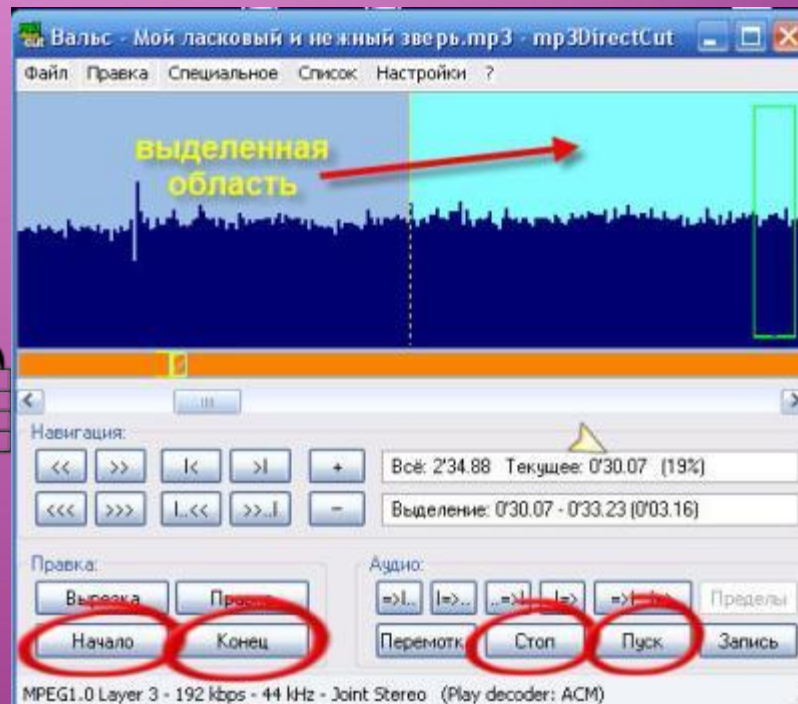 Вальс - Мой ласковый и нежный зверь.mp3 - mp3DirectCut
Файл Правка Специальное Список Настройки ?
выделенная
область
Навигация:
<< >> |< >| + Всё: 2'34.88 Текущее: 0'30.07 (19%)
<<< >>> |..<< >>..| - Выделение: 0'30.07 - 0'33.23 (0'03.16)
Правка: Аудио:
Вырезка =>|.. |=>.. ..=>| |=> Пределы
Начало Конец Перемотк Стоп Пуск Запись
MPEG1.0 Layer 3 - 192 kbps - 44 kHz - Joint Stereo (Play decoder: ACM)